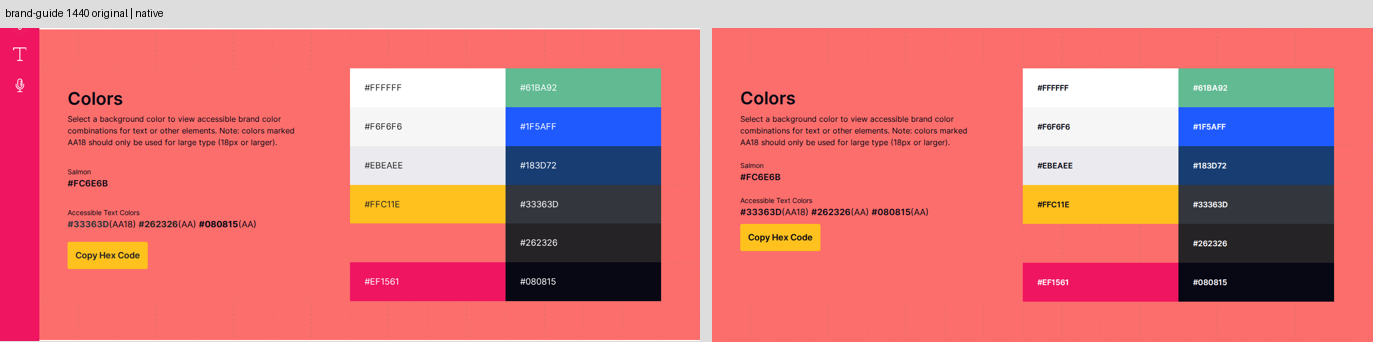 brand-guide 1440 original | native
T
Colors
Select a background color to view accessible brand color
combinations for text or other elements. Note: colors marked
AA18 should only be used for large type (18px or larger).
Salmon
#FC6E6B
Accessible Text Colors
#33363D(AA18) #262326(AA) #080815(AA)
Copy Hex Code
#FFFFFF
#61BA92
#F6F6F6
#1F5AFF
#EBEAEE
#183D72
#FFC11E
#33363D
#262326
#EF1561
#080815
Colors
Select a background color to view accessible brand color
combinations for text or other elements. Note: colors marked
AA18 should only be used for large type (18px or larger).
Salmon
#FC6E6B
Accessible Text Colors
#33363D(AA18) #262326(AA) #080815(AA)
Copy Hex Code
#FFFFFF
#61BA92
#F6F6F6
#1F5AFF
#EBEAEE
#183D72
#FFC11E
#33363D
#262326
#EF1561
#080815